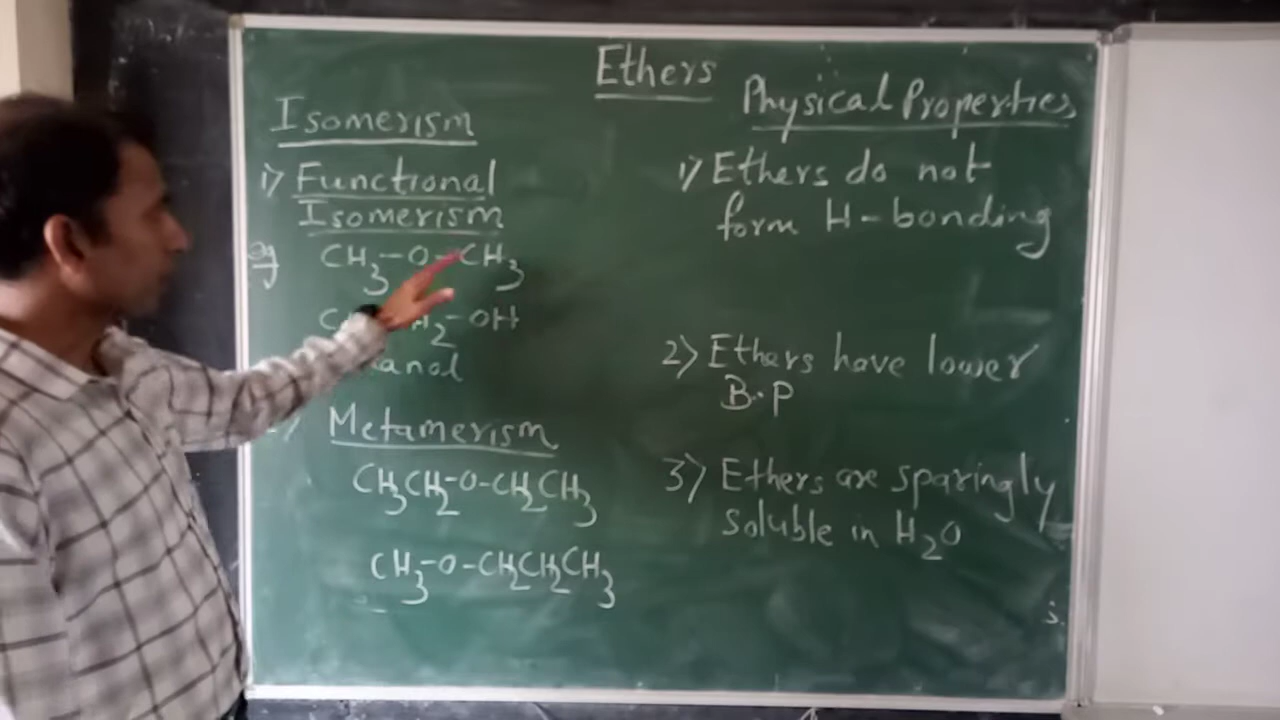 Ethers
Isomerism
1) Functional
Isomerism
eg CH3-O-CH3
-OH
Metamerism
CH3CH2-O-CH2CH3
CH3-O-CH2CH2CH3
Physical Properties
1) Ethers do not
form H-bonding
2) Ethers have lower
B.P
3) Ethers are sparingly
soluble in H2O